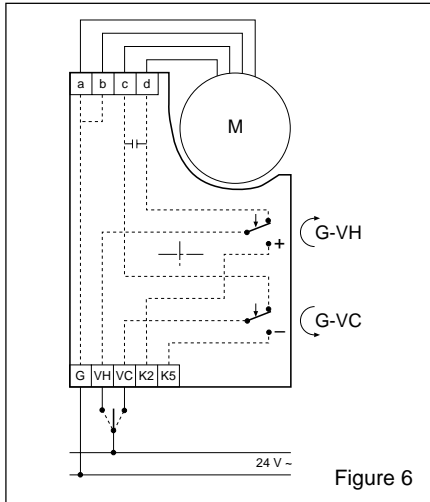 a b c d
M
G-VH
+
G-VC
−
G VH VC K2 K5
24 V ~
Figure 6